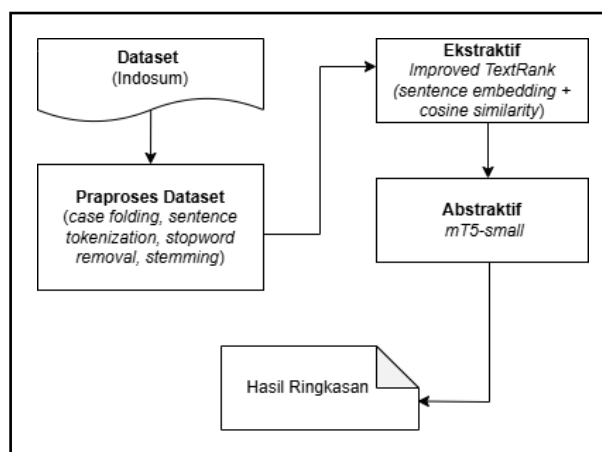 Dataset
(Indosum)
Praproses Dataset
(case folding, sentence
tokenization, stopword
removal, stemming)
Ekstraktif
Improved TextRank
(sentence embedding +
cosine similarity)
Abstraktif
mT5-small
Hasil Ringkasan